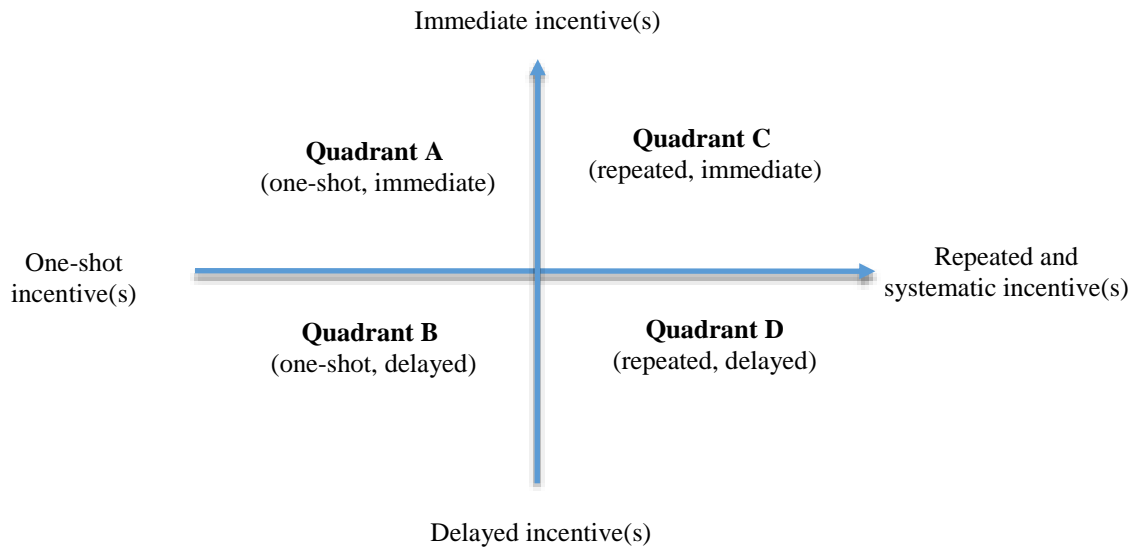 Immediate incentive(s)
Quadrant A
(one-shot, immediate)
Quadrant C
(repeated, immediate)
One-shot
incentive(s)
Repeated and
systematic incentive(s)
Quadrant B
(one-shot, delayed)
Quadrant D
(repeated, delayed)
Delayed incentive(s)